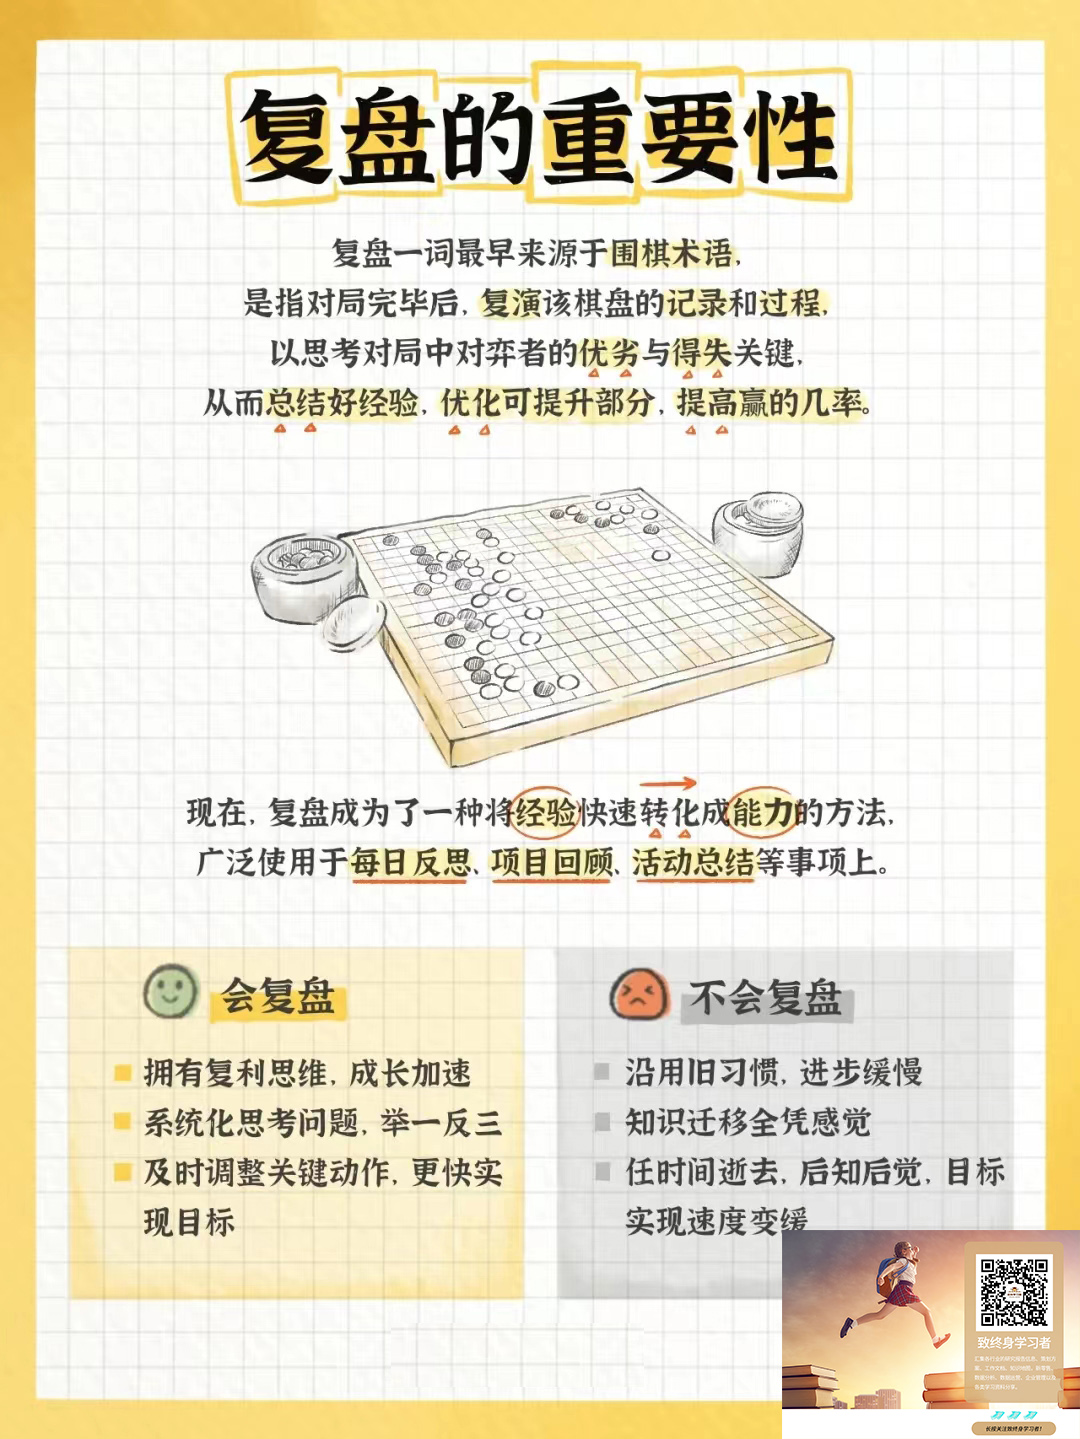 复盘的重要性
复盘一词最早来源于围棋术语,
是指对局完毕后, 复演该棋盘的记录和过程,
以思考对局中对弈者的优劣与得失关键,
从而总结好经验, 优化可提升部分, 提高赢的几率。
现在, 复盘成为了一种将经验快速转化成能力的方法,
广泛使用于每日反思、项目回顾、活动总结等事项上。
会复盘
拥有复利思维, 成长加速
系统化思考问题, 举一反三
及时调整关键动作, 更快实
现目标
不会复盘
沿用旧习惯, 进步缓慢
知识迁移全凭感觉
任时间逝去, 后知后觉, 目标
实现速度变缓
致终身学习者
长按关注致终身学习者!